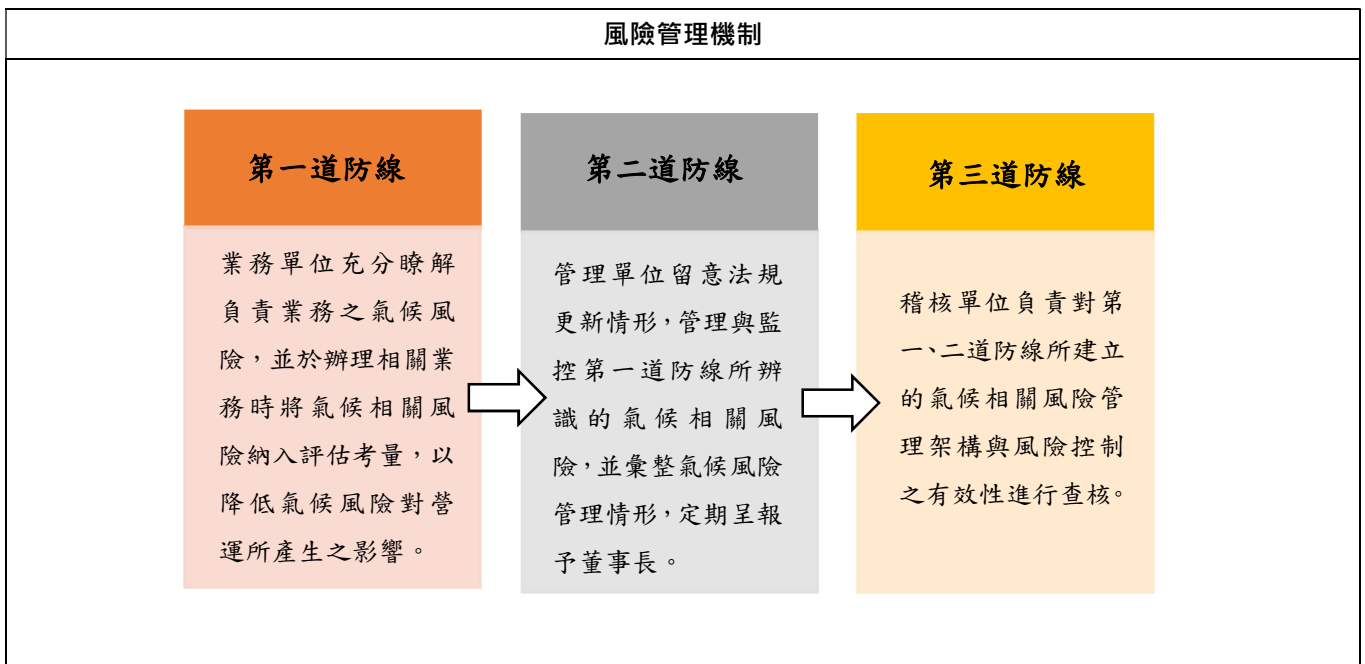 風險管理機制
第一道防線
業務單位充分瞭解
負責業務之氣候風
險，並於辦理相關業
務時將氣候相關風
險納入評估考量，以
降低氣候風險對營
運所產生之影響。
第二道防線
管理單位留意法規
更新情形，管理與監
控第一道防線所辨
識的氣候相關風
險，並彙整氣候風險
管理情形，定期呈報
予董事長。
第三道防線
稽核單位負責對第
一、二道防線所建立
的氣候相關風險管
理架構與風險控制
之有效性進行查核。